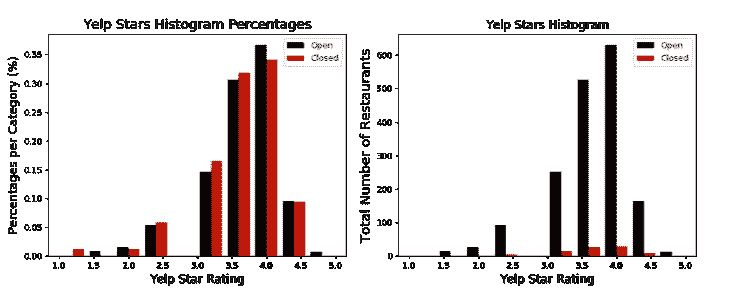 Yelp Stars Histogram Percentages
Percentages per Category (%)
0.35
0.30
0.25
0.20
0.15
0.10
0.05
0.00
Open
Closed
1.0 1.5 2.0 2.5 3.0 3.5 4.0 4.5 5.0
Yelp Star Rating
Yelp Stars Histogram
Total Number of Restaurants
600
500
400
300
200
100
0
Open
Closed
1.0 1.5 2.0 2.5 3.0 3.5 4.0 4.5 5.0
Yelp Star Rating